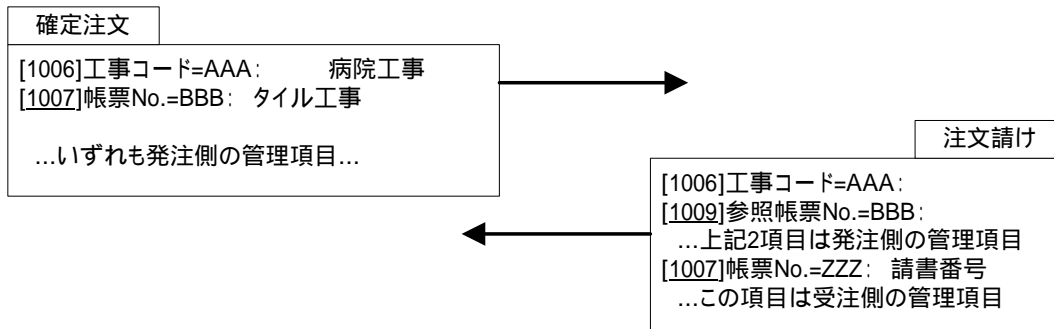 確定注文
[1006]工事コード=AAA: 病院工事
[1007]帳票No.=BBB: タイル工事
…いずれも発注側の管理項目…
注文請け
[1006]工事コード=AAA:
[1009]参照帳票No.=BBB:
…上記2項目は発注側の管理項目
[1007]帳票No.=ZZZ: 請書番号
…この項目は受注側の管理項目